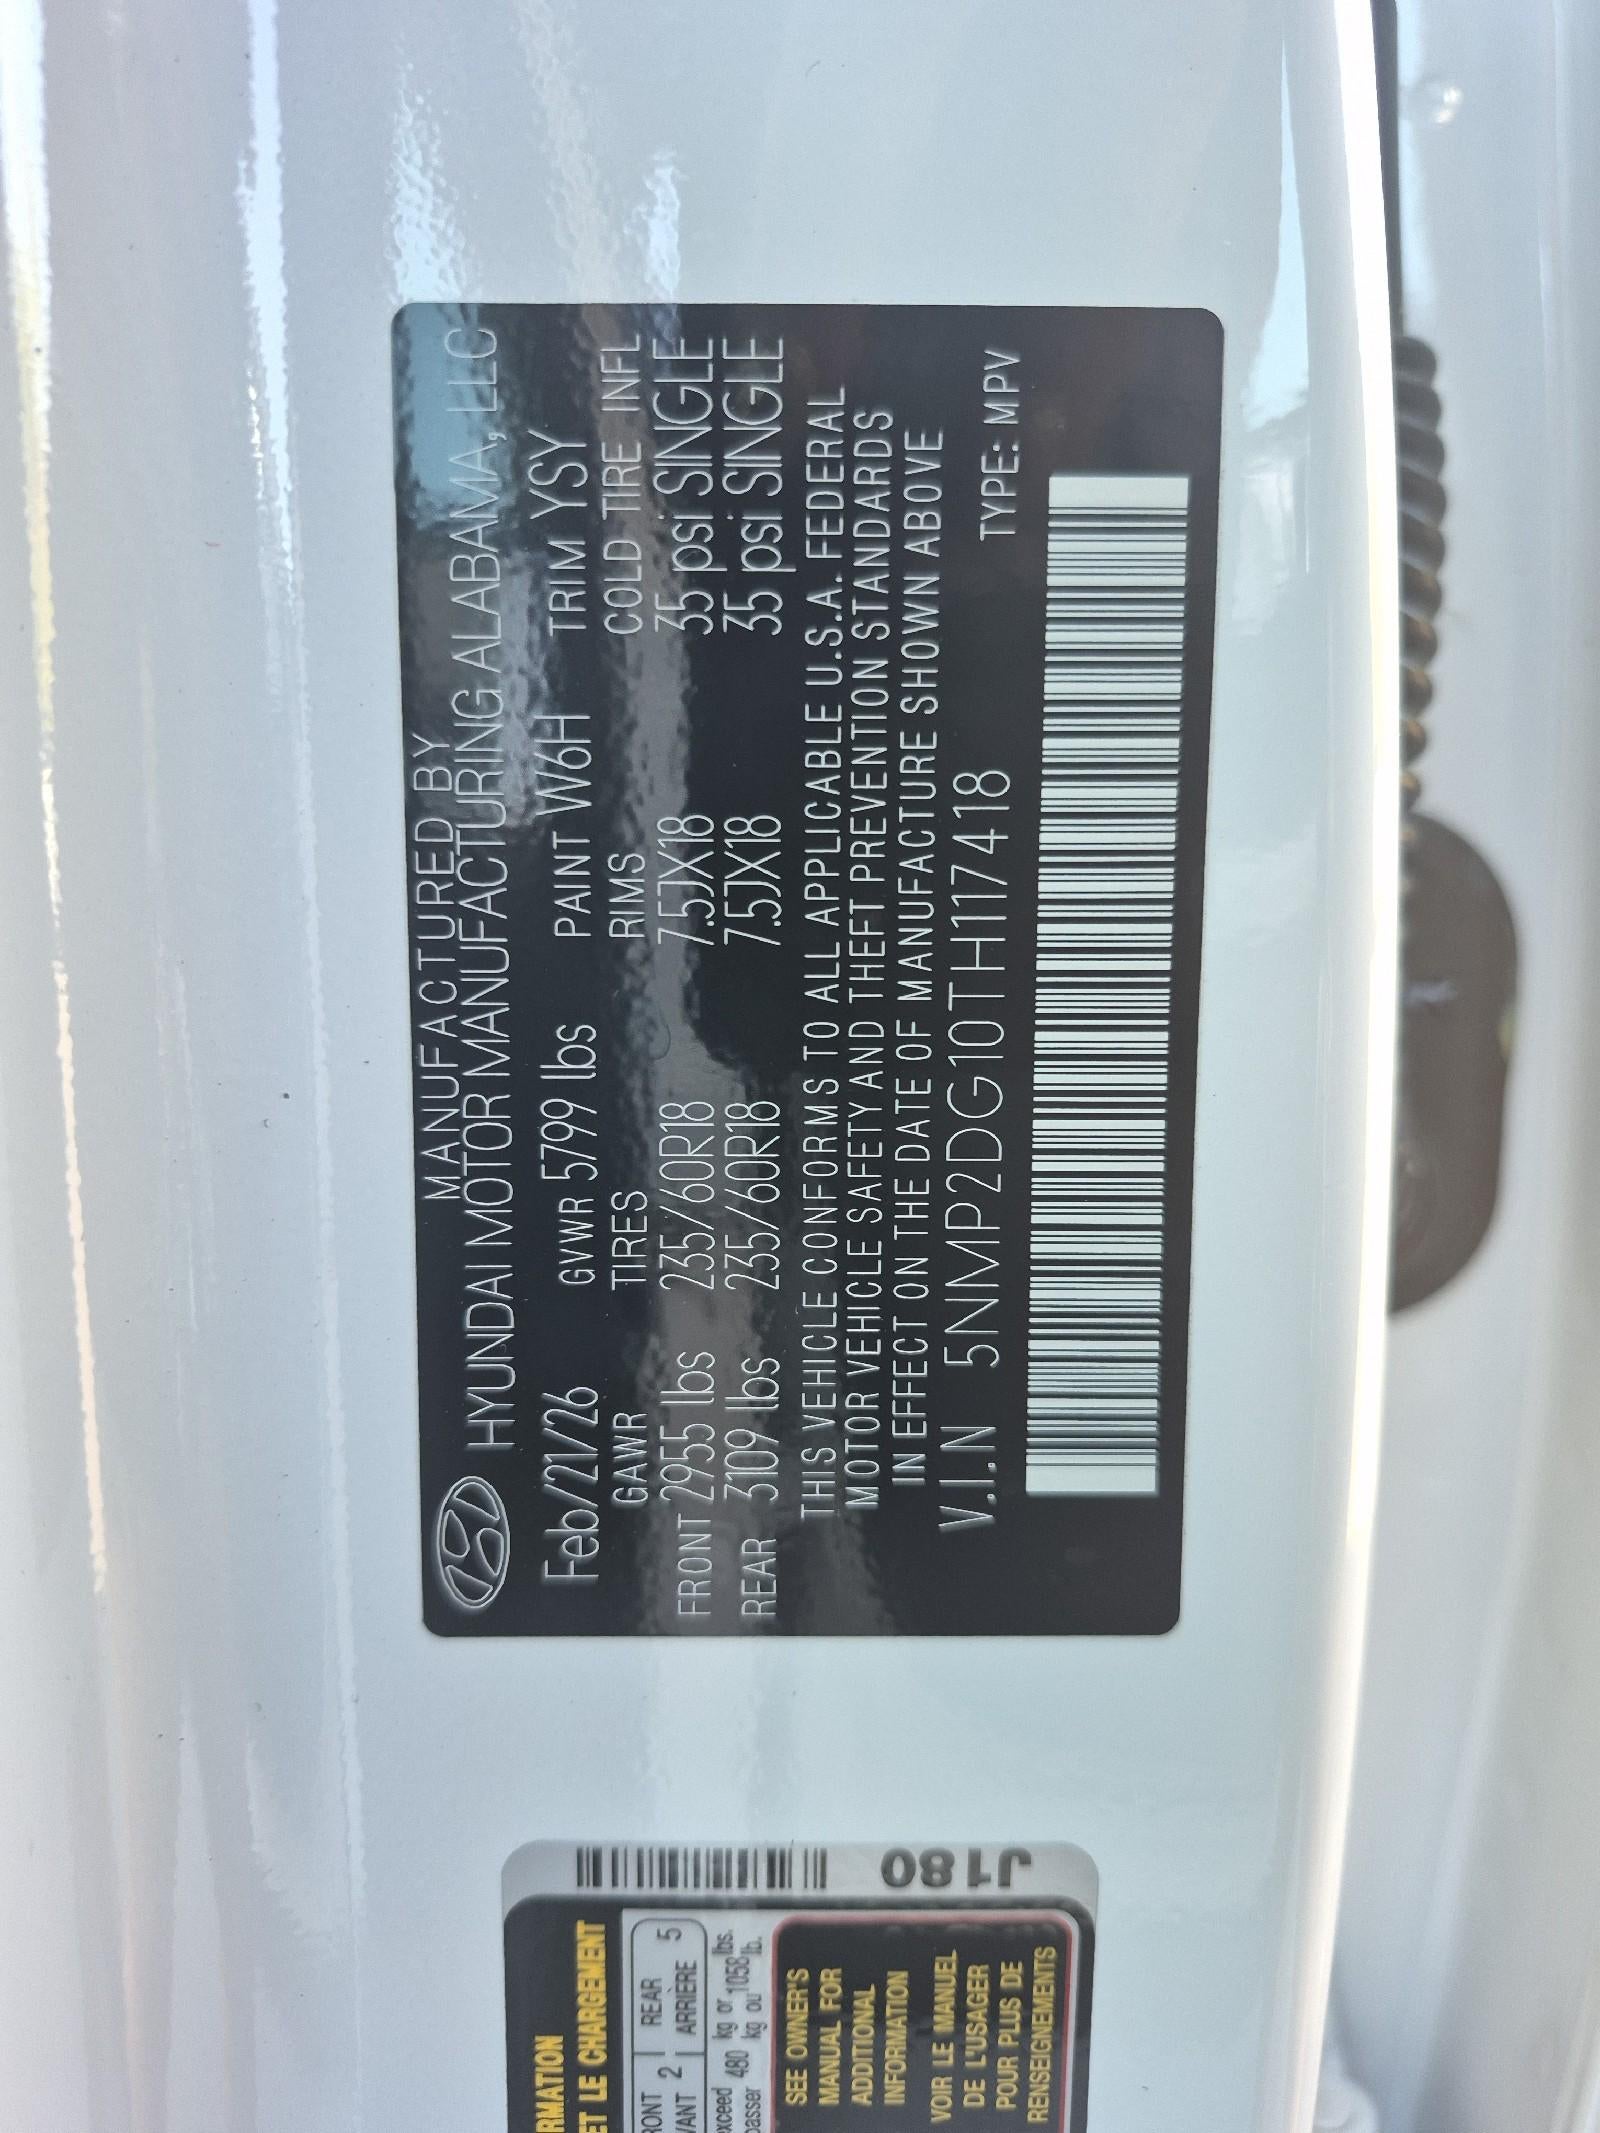 MANUFACTURED BY
HYUNDAI MOTOR MANUFACTURING ALABAMA, LLC
Feb/21/26 GVWR 5799 lbs PAINT W6H TRIM YSY
GAWR TIRES RIMS COLD TIRE INFL
FRONT 2955 lbs 235/60R18 7.5JX18 35 psi SINGLE
REAR 3109 lbs 235/60R18 7.5JX18 35 psi SINGLE
THIS VEHICLE CONFORMS TO ALL APPLICABLE U.S.A. FEDERAL
MOTOR VEHICLE SAFETY AND THEFT PREVENTION STANDARDS
IN EFFECT ON THE DATE OF MANUFACTURE SHOWN ABOVE
V.I.N 5NMP2DG10TH117418 TYPE: MPV
RMATION
ET LE CHARGEMENT
RONT 2 REAR 5
VANT ARRIÈRE
xceed 480 kg or 1058 lbs.
passer kg ou lb.
SEE OWNER'S
MANUAL FOR
ADDITIONAL
INFORMATION
VOIR LE MANUEL
DE L'USAGER
POUR PLUS DE
RENSEIGNEMENTS
J180